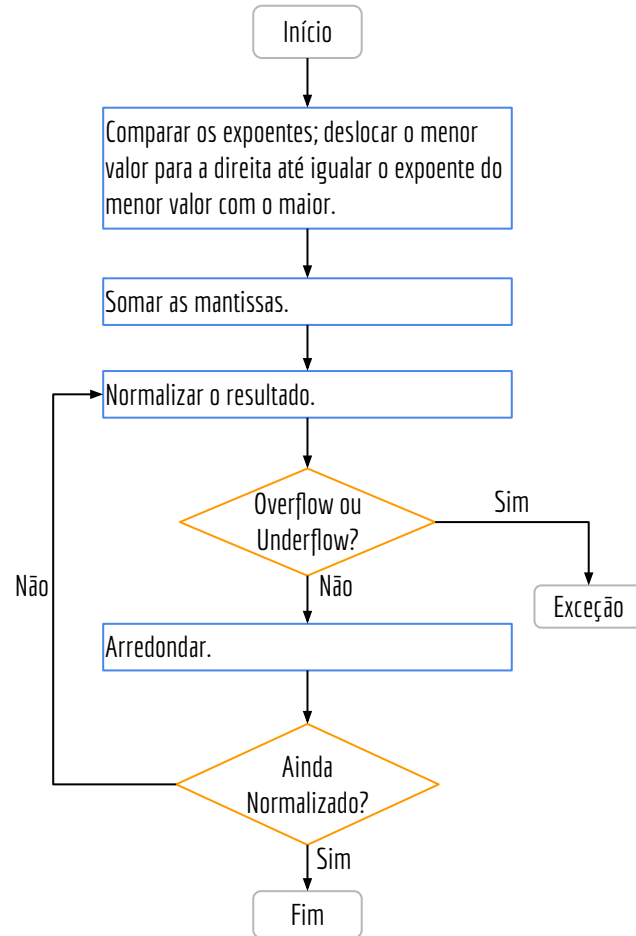 Início
Comparar os expoentes; deslocar o menor
valor para a direita até igualar o expoente do
menor valor com o maior.
Somar as mantissas.
Normalizar o resultado.
Overflow ou
Underflow?
Sim
Não
Não
Exceção
Arredondar.
Ainda
Normalizado?
Sim
Fim